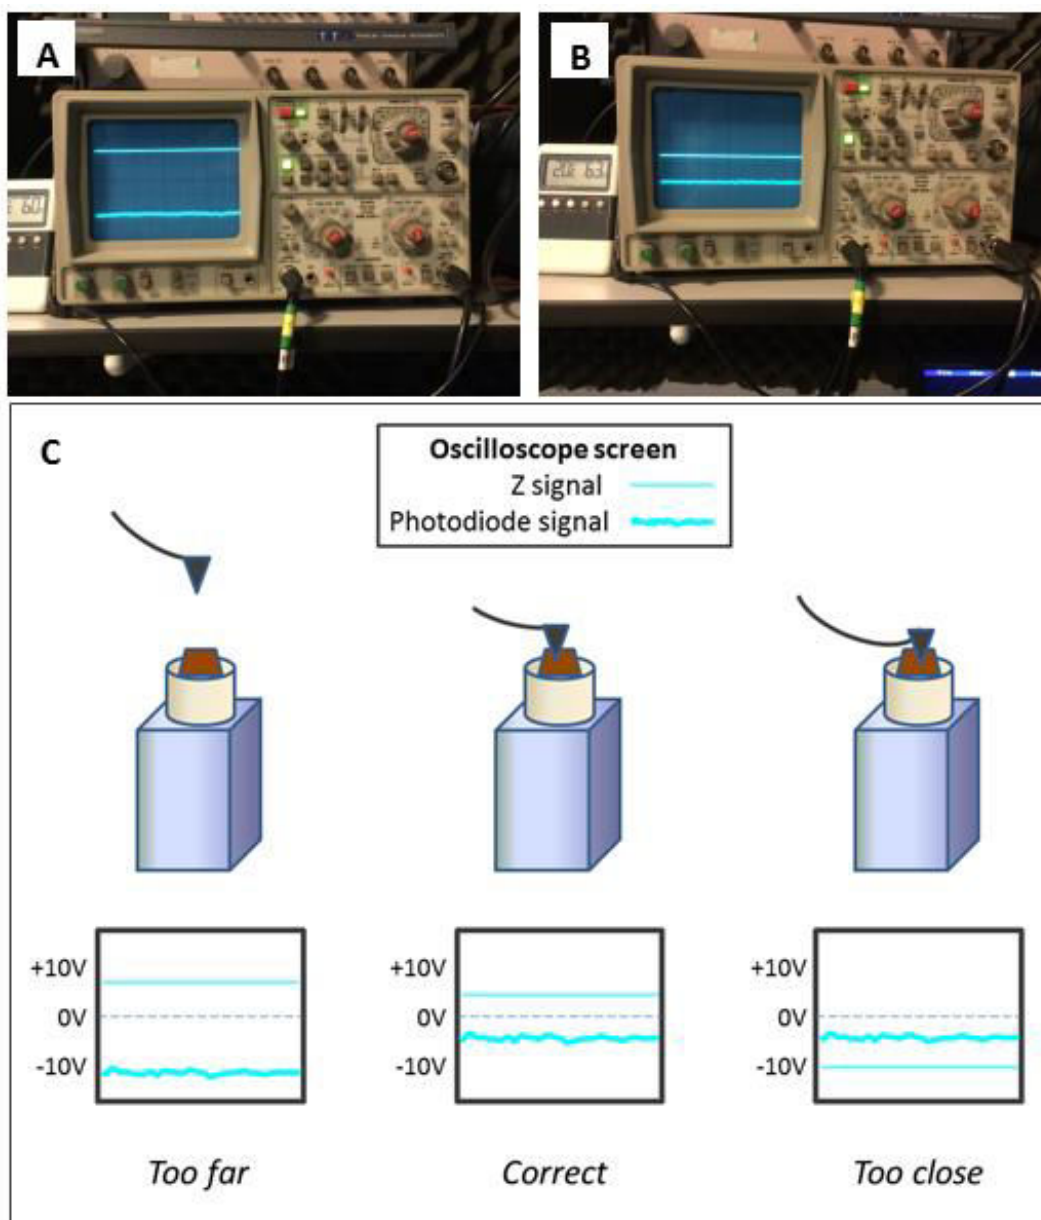 A
B
C
Oscilloscope screen
Z signal
Photodiode signal
+10V
0V
-10V
+10V
0V
-10V
+10V
0V
-10V
Too far
Correct
Too close